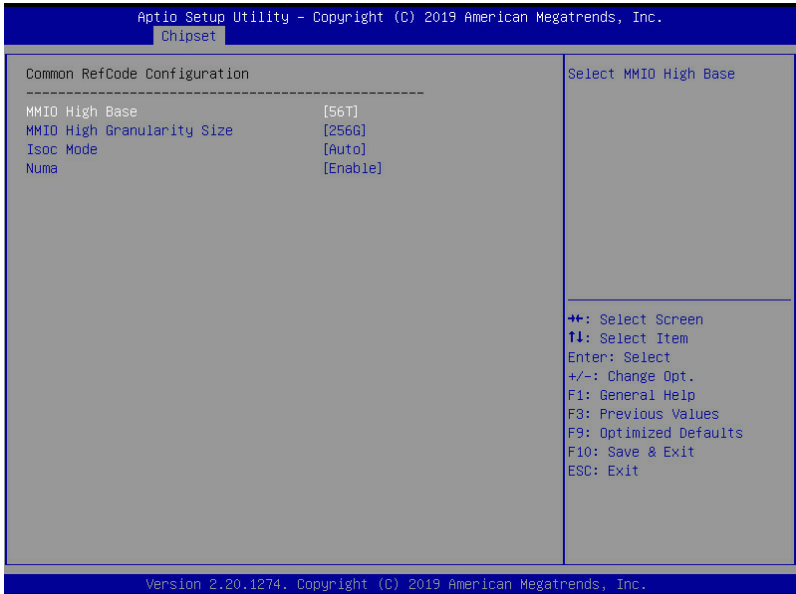 Aptio Setup Utility – Copyright (C) 2019 American Megatrends, Inc.
Chipset
Common RefCode Configuration
--------------------------------------------------
MMIO High Base [56T]
MMIO High Granularity Size [256G]
Isoc Mode [Auto]
Numa [Enable]
Select MMIO High Base
→←: Select Screen
↑↓: Select Item
Enter: Select
+/-: Change Opt.
F1: General Help
F3: Previous Values
F9: Optimized Defaults
F10: Save & Exit
ESC: Exit
Version 2.20.1274. Copyright (C) 2019 American Megatrends, Inc.